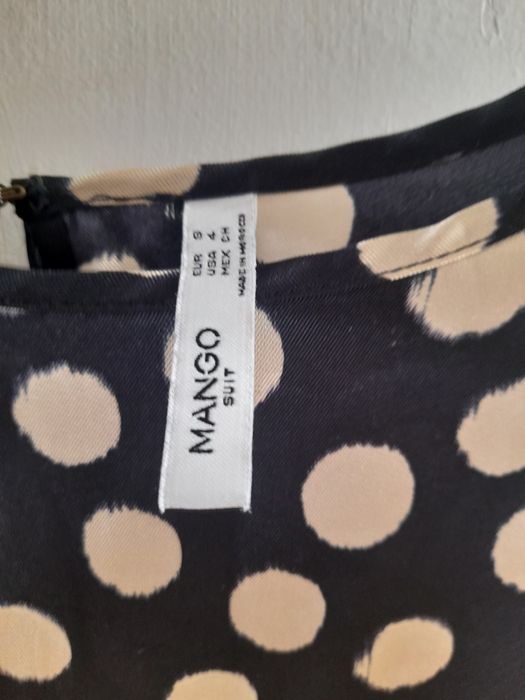 MANGO
SUIT
EUR S
USA 4
MEX CH
MADE IN MOROCCO